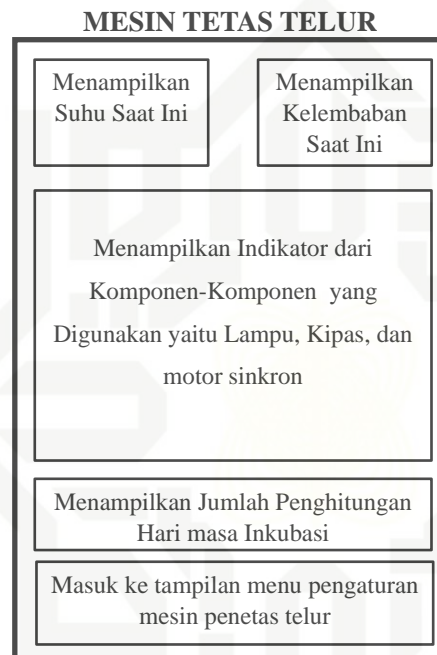 MESIN TETAS TELUR
Menampilkan
Suhu Saat Ini
Menampilkan
Kelembaban
Saat Ini
Menampilkan Indikator dari
Komponen-Komponen yang
Digunakan yaitu Lampu, Kipas, dan
motor sinkron
Menampilkan Jumlah Penghitungan
Hari masa Inkubasi
Masuk ke tampilan menu pengaturan
mesin penetas telur